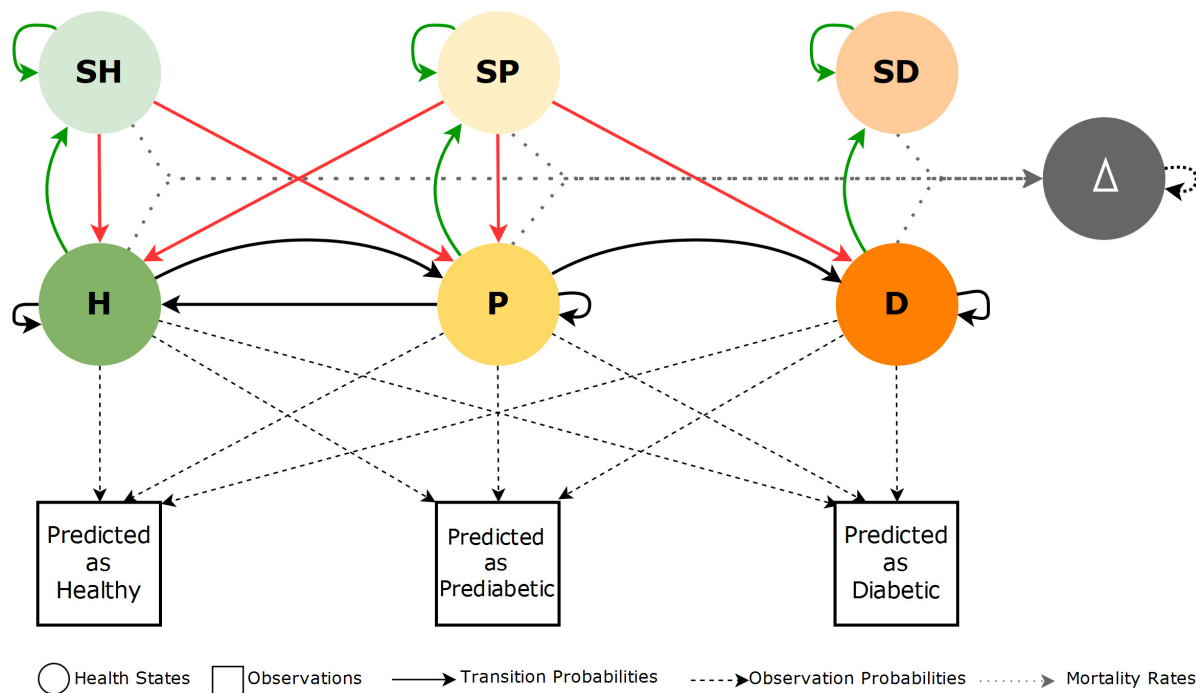 SH
SP
SD
Δ
H
P
D
Predicted
as
Healthy
Predicted
as
Prediabetic
Predicted
as
Diabetic
Health States
Observations
Transition Probabilities
Observation Probabilities
Mortality Rates